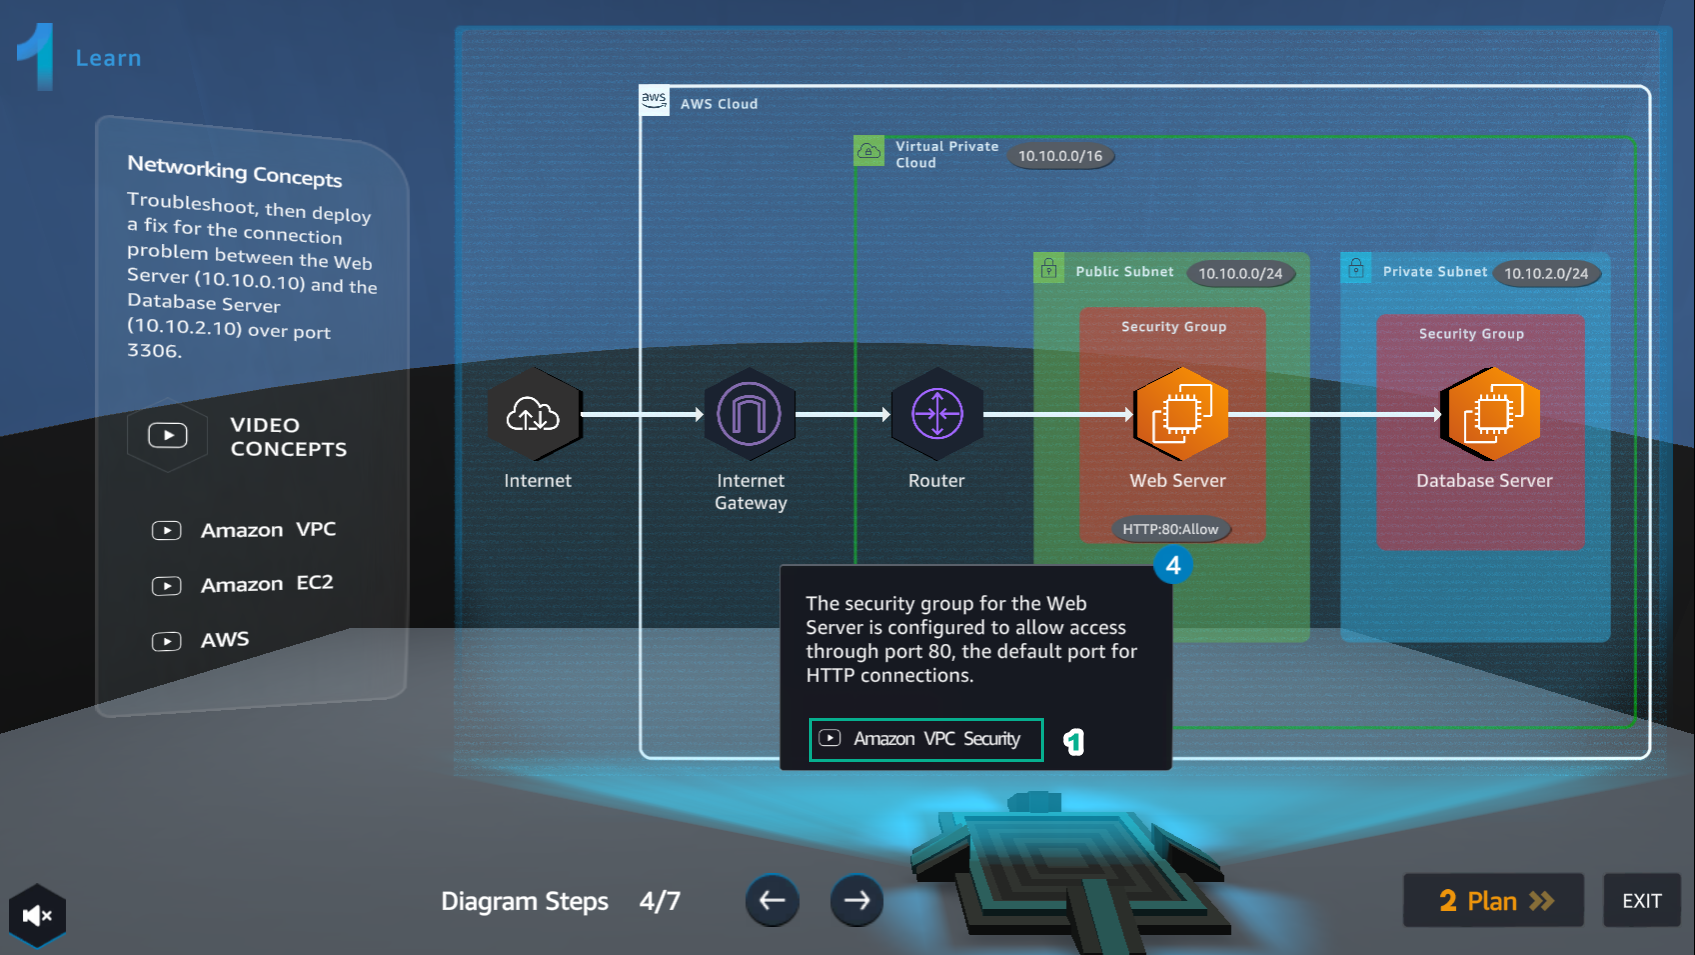 1 Learn
Networking Concepts
Troubleshoot, then deploy
a fix for the connection
problem between the Web
Server (10.10.0.10) and the
Database Server
(10.10.2.10) over port
3306.
VIDEO
CONCEPTS
Amazon VPC
Amazon EC2
AWS
aws AWS Cloud
Virtual Private
Cloud
10.10.0.0/16
Public Subnet 10.10.0.0/24
Private Subnet 10.10.2.0/24
Security Group
Security Group
Internet
Internet
Gateway
Router
Web Server
Database Server
HTTP:80:Allow
4
The security group for the Web
Server is configured to allow access
through port 80, the default port for
HTTP connections.
Amazon VPC Security
1
Diagram Steps 4/7
2 Plan
EXIT